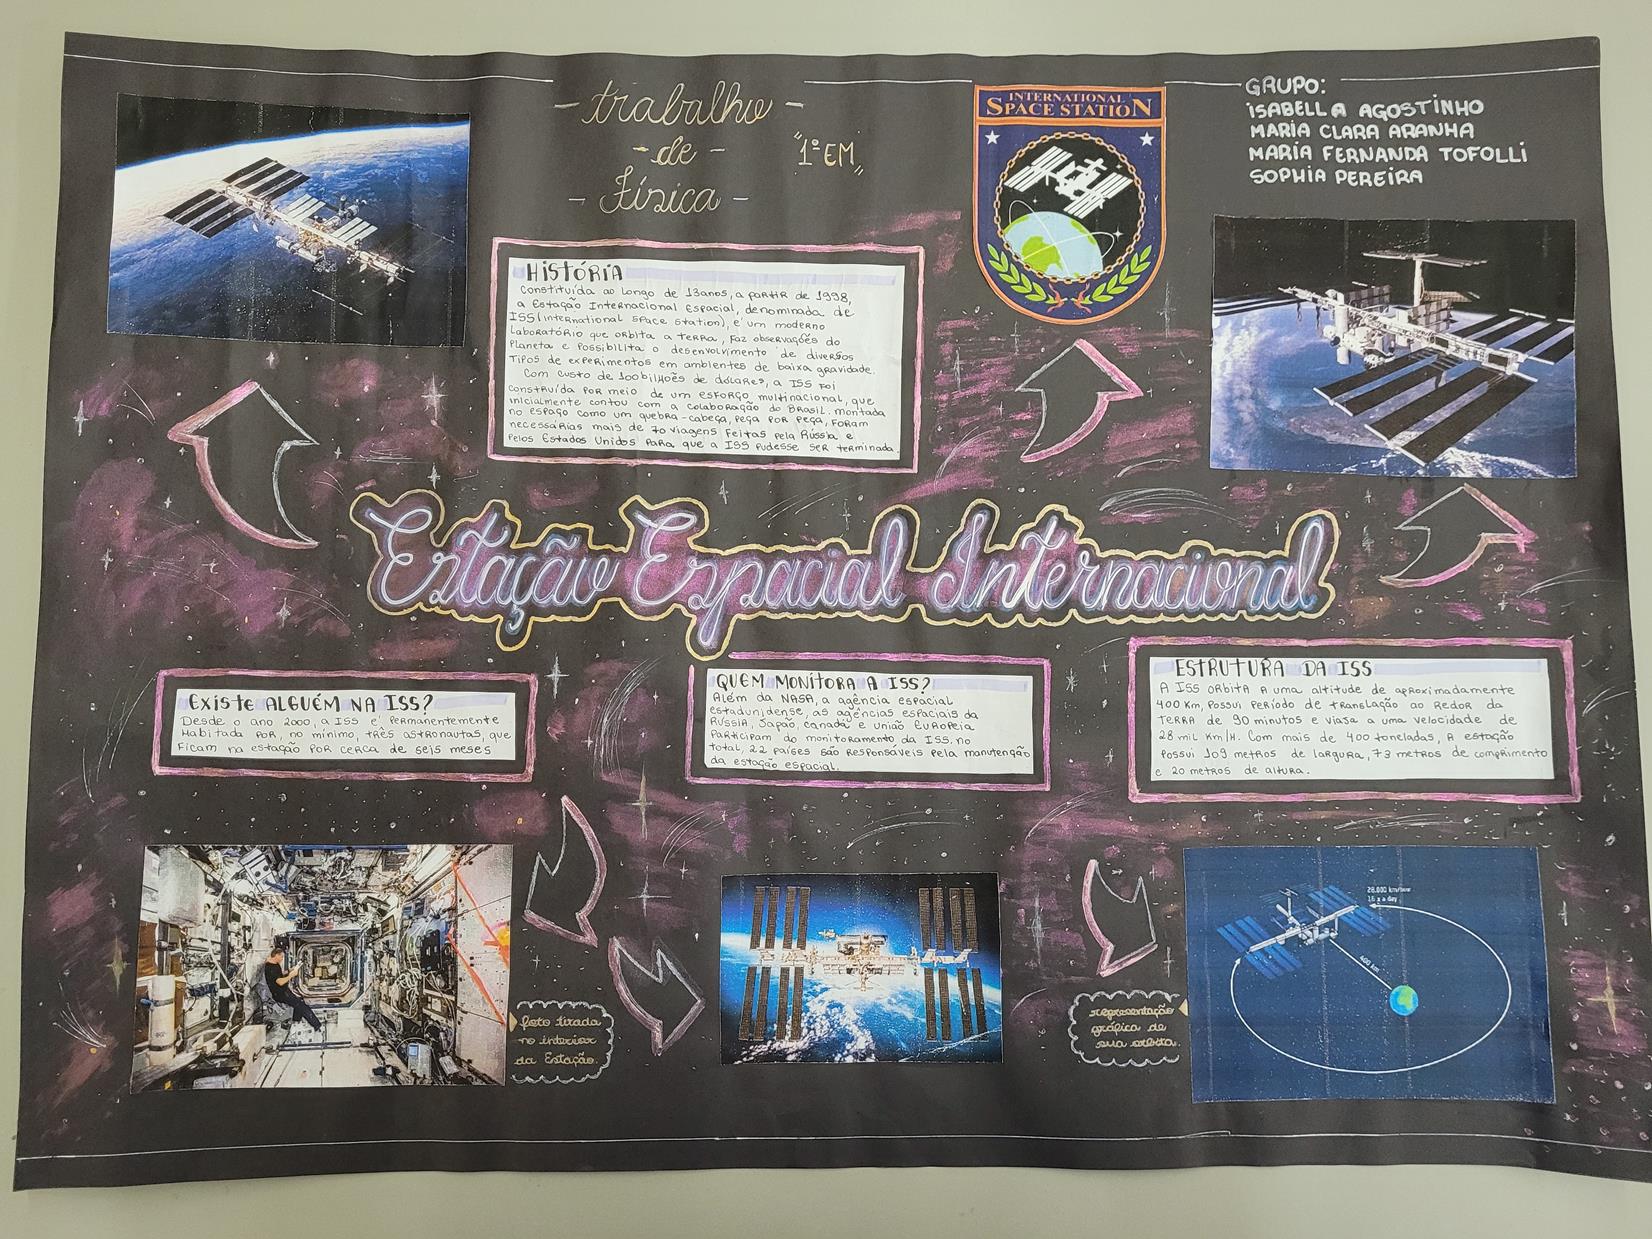 - trabalho -
- de -
- Física -
"1º EM"
INTERNATIONAL
SPACE STATION
GRUPO:
ISABELLA AGOSTINHO
MARIA CLARA ARANHA
MARIA FERNANDA TOFOLLI
SOPHIA PEREIRA
HISTÓRIA
Constituída ao longo de 13 anos, a partir de 1998,
a Estação Internacional Espacial, denominada de
ISS (International Space Station), é um moderno
laboratório que orbita a Terra, faz observações do
Planeta e possibilita o desenvolvimento de diversos
tipos de experimentos em ambientes de baixa gravidade.
Com custo de 100 bilhões de dólares, a ISS foi
construída por meio de um esforço multinacional, que
inicialmente contou com a colaboração do Brasil. montada
no espaço como um quebra-cabeça, peça por peça, foram
necessárias mais de 70 viagens feitas pela Rússia e
pelos Estados Unidos para que a ISS pudesse ser terminada.
Estação Espacial Internacional
EXISTE ALGUÉM NA ISS?
Desde o ano 2000, a ISS é permanentemente
habitada por, no mínimo, três astronautas, que
ficam na estação por cerca de seis meses
QUEM MONITORA A ISS?
Além da NASA, a agência espacial
estadunidense, as agências espaciais da
Rússia, Japão, Canadá e União Européia
participam do monitoramento da ISS. no
total, 22 países são responsáveis pela manutenção
da estação espacial.
ESTRUTURA DA ISS
A ISS orbita a uma altitude de aproximadamente
400 Km, possui período de translação ao redor da
Terra de 90 minutos e viasa a uma velocidade de
28 mil Km/h. Com mais de 400 toneladas, a estação
possui 109 metros de largura, 73 metros de comprimento
e 20 metros de altura.
foto tirada
no interior
da Estação.
representação
gráfica de
sua orbita.
28.000 km/hour
16 x a day
400 km